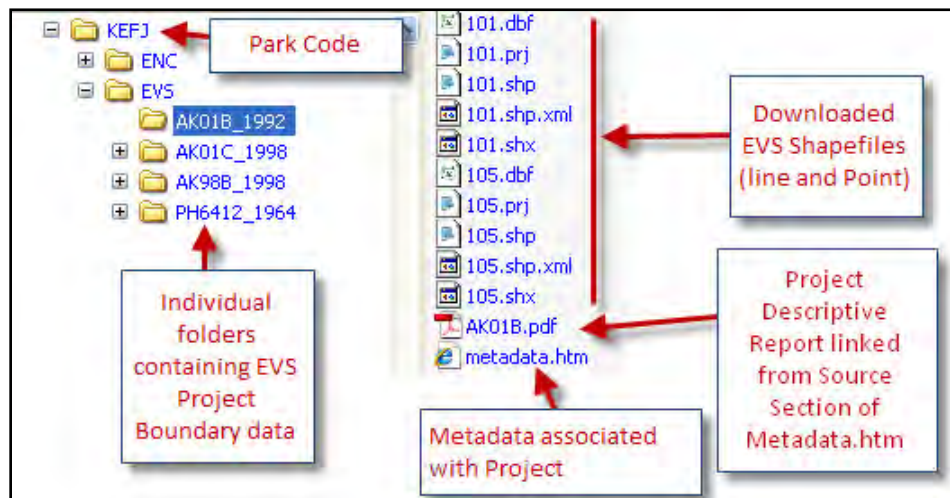 KEFJ
ENC
EVS
AK01B_1992
AK01C_1998
AK98B_1998
PH6412_1964
Park Code
Individual
folders
containing EVS
Project
Boundary data
101.dbf
101.prj
101.shp
101.shp.xml
101.shx
105.dbf
105.prj
105.shp
105.shp.xml
105.shx
AK01B.pdf
metadata.htm
Metadata associated
with Project
Downloaded
EVS Shapefiles
(line and Point)
Project
Descriptive
Report linked
from Source
Section of
Metadata.htm